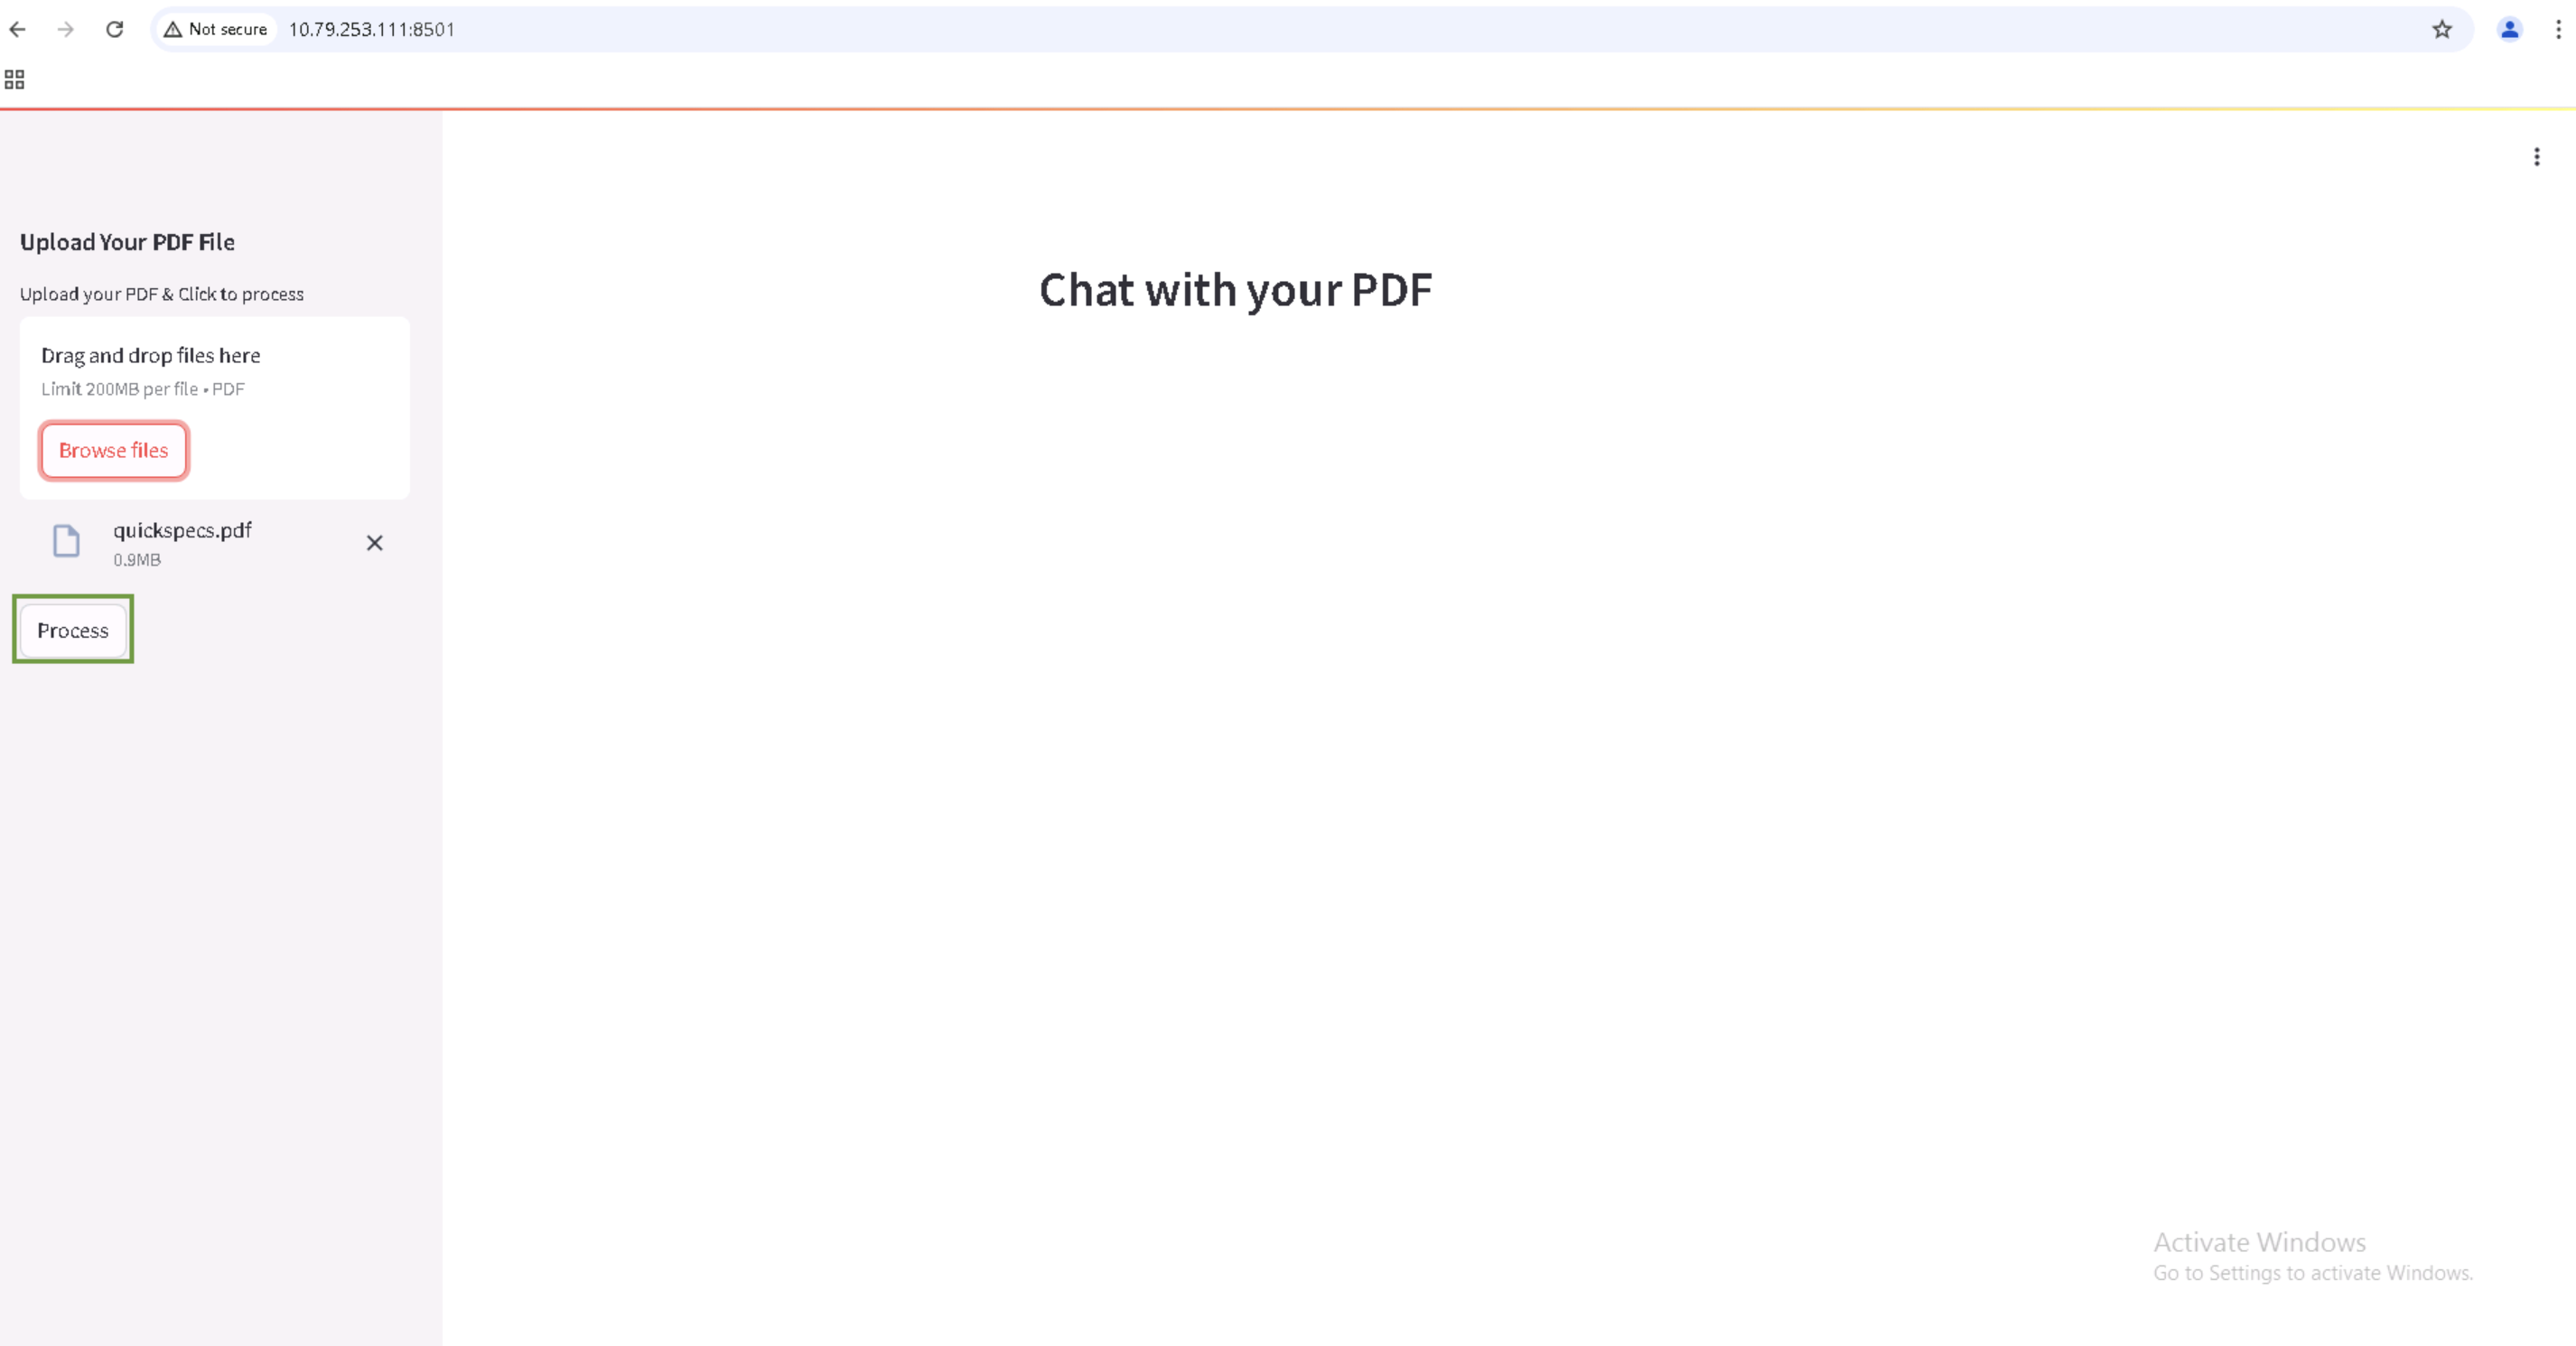 Not secure 10.79.253.111:8501
Upload Your PDF File
Upload your PDF & Click to process
Drag and drop files here
Limit 200MB per file • PDF
Browse files
quickspecs.pdf
0.9MB
Process
Chat with your PDF
Activate Windows
Go to Settings to activate Windows.